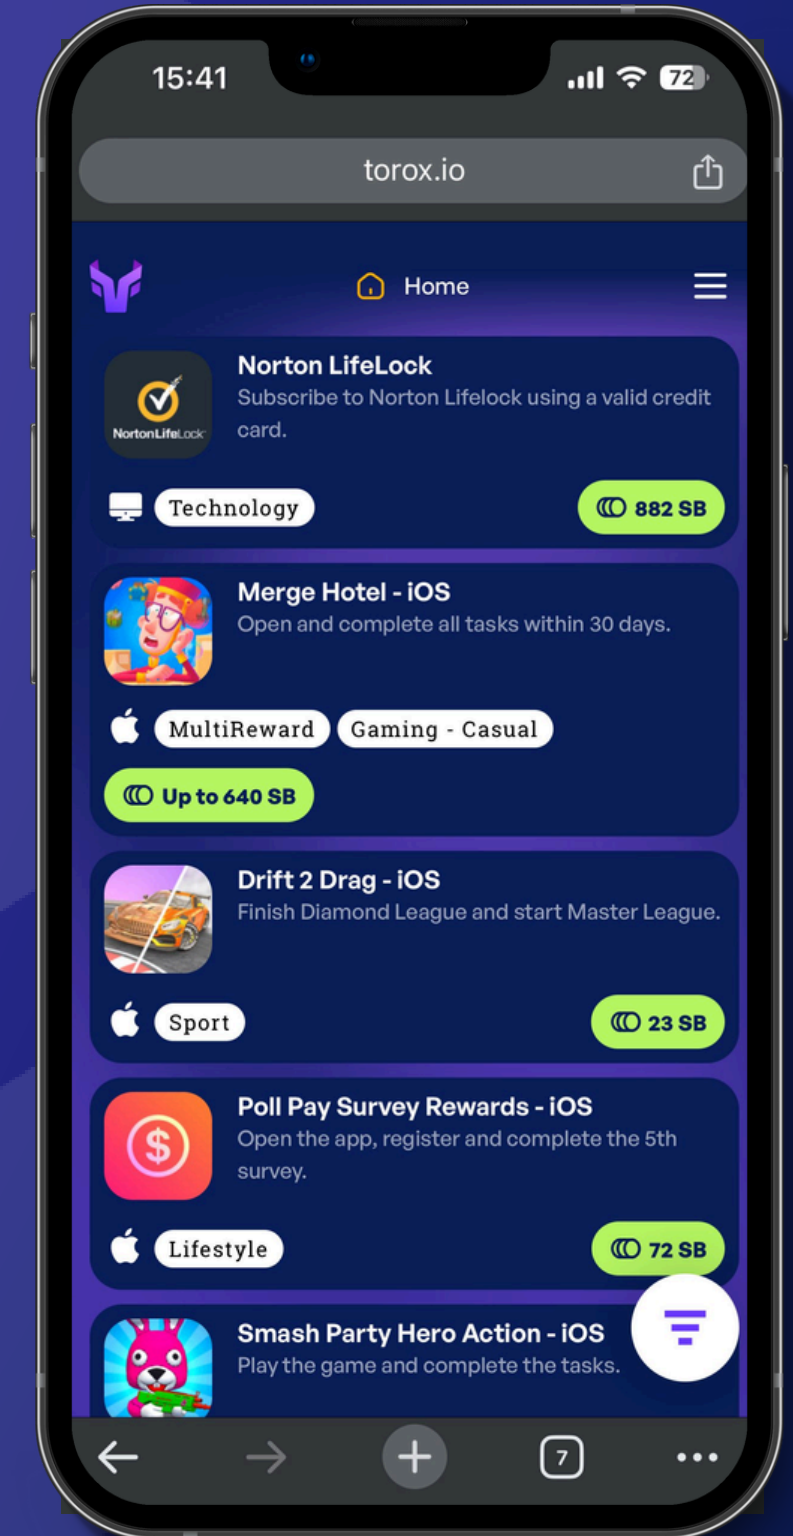 15:41
72
torox.io
Home
Norton LifeLock
Subscribe to Norton Lifelock using a valid credit
card.
NortonLifeLock
Technology
882 SB
Merge Hotel - iOS
Open and complete all tasks within 30 days.
MultiReward
Gaming - Casual
Up to 640 SB
Drift 2 Drag - iOS
Finish Diamond League and start Master League.
Sport
23 SB
Poll Pay Survey Rewards - iOS
Open the app, register and complete the 5th
survey.
$
Lifestyle
72 SB
Smash Party Hero Action - iOS
Play the game and complete the tasks.
7